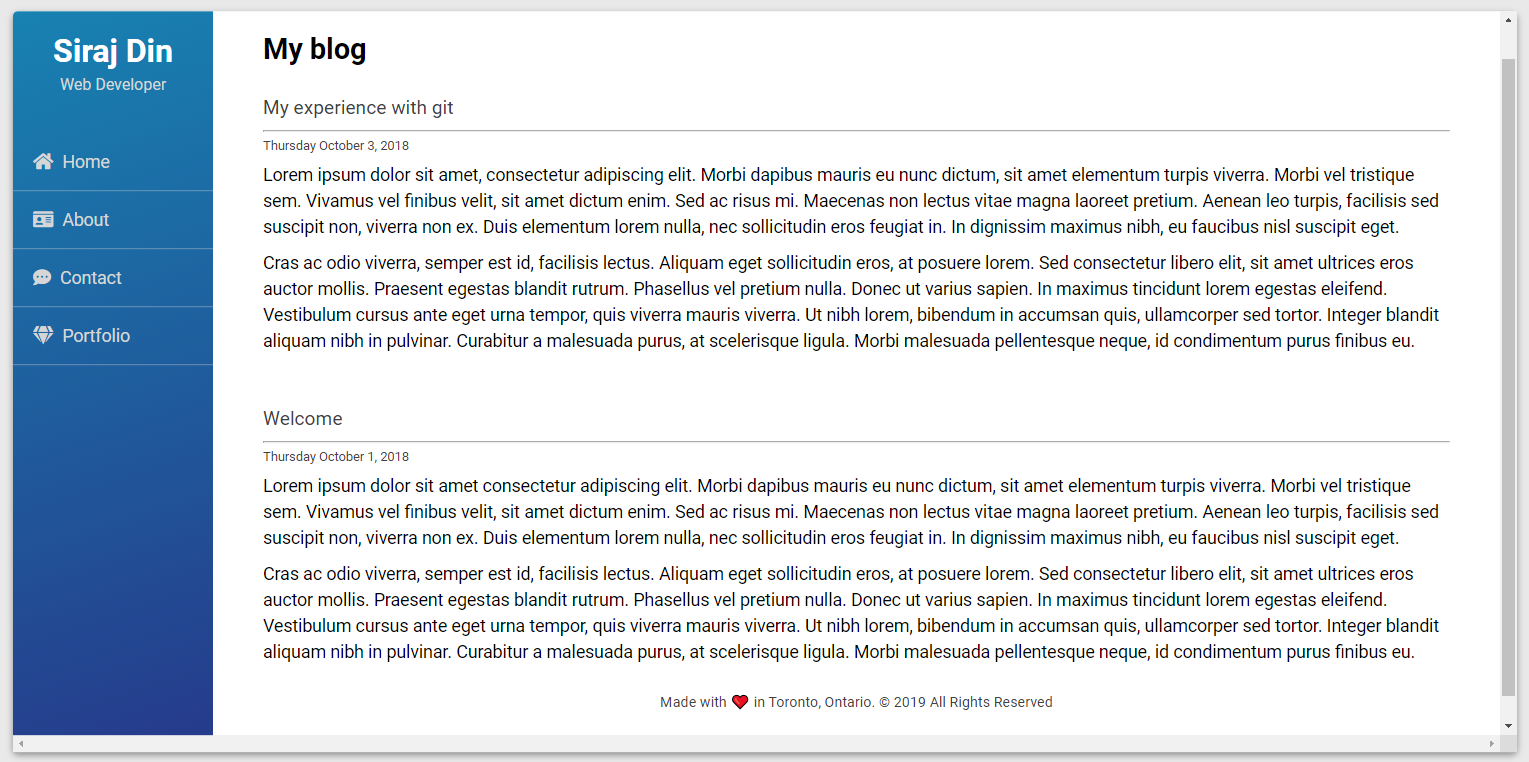 Siraj Din
Web Developer
Home
About
Contact
Portfolio
My blog
My experience with git
Thursday October 3, 2018
Lorem ipsum dolor sit amet, consectetur adipiscing elit. Morbi dapibus mauris eu nunc dictum, sit amet elementum turpis viverra. Morbi vel tristique
sem. Vivamus vel finibus velit, sit amet dictum enim. Sed ac risus mi. Maecenas non lectus vitae magna laoreet pretium. Aenean leo turpis, facilisis sed
suscipit non, viverra non ex. Duis elementum lorem nulla, nec sollicitudin eros feugiat in. In dignissim maximus nibh, eu faucibus nisl suscipit eget.
Cras ac odio viverra, semper est id, facilisis lectus. Aliquam eget sollicitudin eros, at posuere lorem. Sed consectetur libero elit, sit amet ultrices eros
auctor mollis. Praesent egestas blandit rutrum. Phasellus vel pretium nulla. Donec ut varius sapien. In maximus tincidunt lorem egestas eleifend.
Vestibulum cursus ante eget urna tempor, quis viverra mauris viverra. Ut nibh lorem, bibendum in accumsan quis, ullamcorper sed tortor. Integer blandit
aliquam nibh in pulvinar. Curabitur a malesuada purus, at scelerisque ligula. Morbi malesuada pellentesque neque, id condimentum purus finibus eu.
Welcome
Thursday October 1, 2018
Lorem ipsum dolor sit amet consectetur adipiscing elit. Morbi dapibus mauris eu nunc dictum, sit amet elementum turpis viverra. Morbi vel tristique
sem. Vivamus vel finibus velit, sit amet dictum enim. Sed ac risus mi. Maecenas non lectus vitae magna laoreet pretium. Aenean leo turpis, facilisis sed
suscipit non, viverra non ex. Duis elementum lorem nulla, nec sollicitudin eros feugiat in. In dignissim maximus nibh, eu faucibus nisl suscipit eget.
Cras ac odio viverra, semper est id, facilisis lectus. Aliquam eget sollicitudin eros, at posuere lorem. Sed consectetur libero elit, sit amet ultrices eros
auctor mollis. Praesent egestas blandit rutrum. Phasellus vel pretium nulla. Donec ut varius sapien. In maximus tincidunt lorem egestas eleifend.
Vestibulum cursus ante eget urna tempor, quis viverra mauris viverra. Ut nibh lorem, bibendum in accumsan quis, ullamcorper sed tortor. Integer blandit
aliquam nibh in pulvinar. Curabitur a malesuada purus, at scelerisque ligula. Morbi malesuada pellentesque neque, id condimentum purus finibus eu.
Made with ❤ in Toronto, Ontario. © 2019 All Rights Reserved